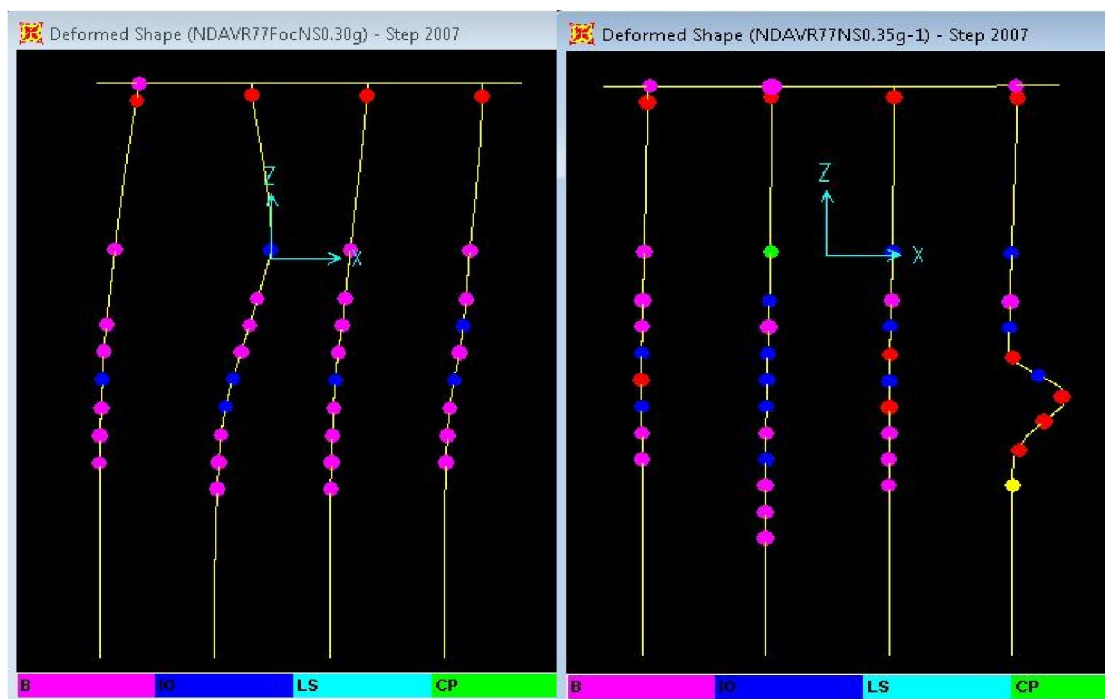 Deformed Shape (NDAVR77FocNS0.30g) - Step 2007
Z
X
B IO LS CP
Deformed Shape (NDAVR77NS0.35g-1) - Step 2007
Z
X
B IO LS CP